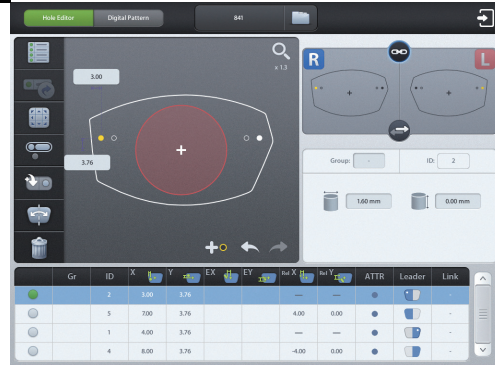 Hole Editor Digital Pattern 841
x 1.3
R L
3.00
3.76
Group: - ID: 2
1.60 mm 0.00 mm
Gr ID X Y EX EY Rel X Rel Y ATTR Leader Link
2 3.00 3.76 — — -
5 7.00 3.76 4.00 0.00 -
1 4.00 3.76 — — -
4 8.00 3.76 -4.00 0.00 -